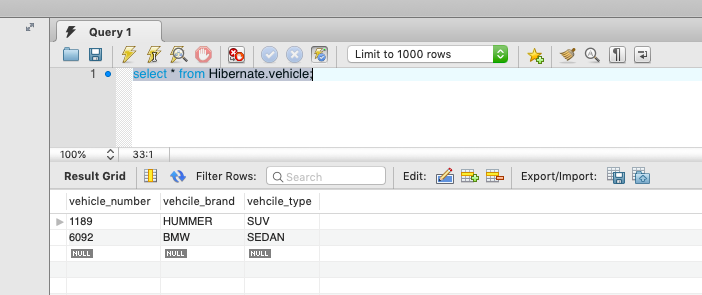 Query 1
Limit to 1000 rows
1 select * from Hibernate.vehicle;
100% 33:1
Result Grid Filter Rows: Search Edit: Export/Import:
vehicle_number vehcile_brand vehcile_type
1189 HUMMER SUV
6092 BMW SEDAN
NULL NULL NULL